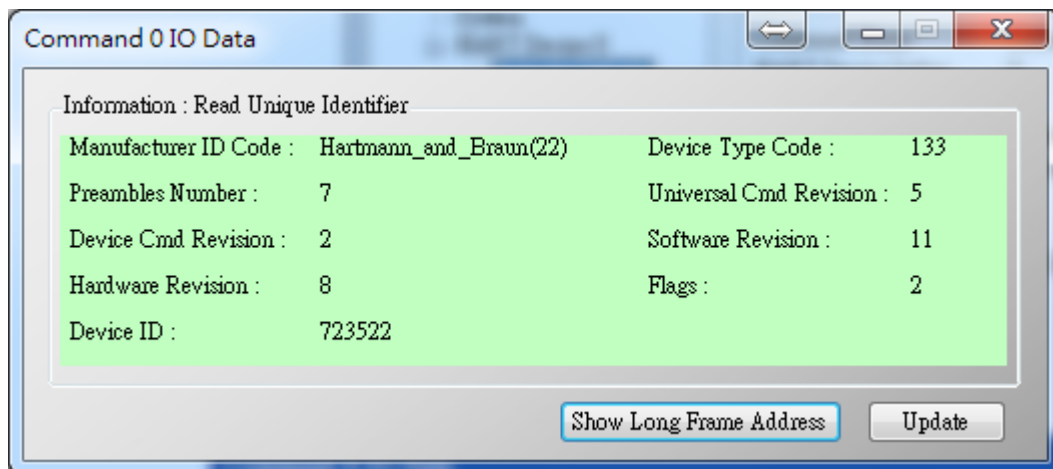 Command 0 IO Data
Information : Read Unique Identifier
Manufacturer ID Code : Hartmann_and_Braun(22) Device Type Code : 133
Preambles Number : 7 Universal Cmd Revision : 5
Device Cmd Revision : 2 Software Revision : 11
Hardware Revision : 8 Flags : 2
Device ID : 723522
Show Long Frame Address Update